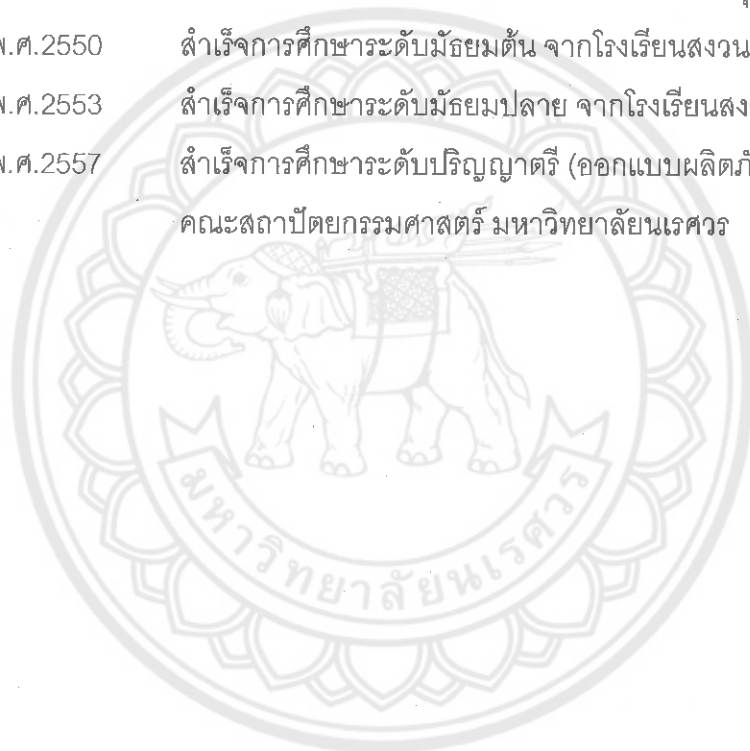 พ.ศ.2550 สำเร็จการศึกษาระดับมัธยมต้น จากโรงเรียนสงวน
พ.ศ.2553 สำเร็จการศึกษาระดับมัธยมปลาย จากโรงเรียนสง
พ.ศ.2557 สำเร็จการศึกษาระดับปริญญาตรี (ออกแบบผลิตภั
คณะสถาปัตยกรรมศาสตร์ มหาวิทยาลัยนเรศวร
มหาวิทยาลัยนเรศวร